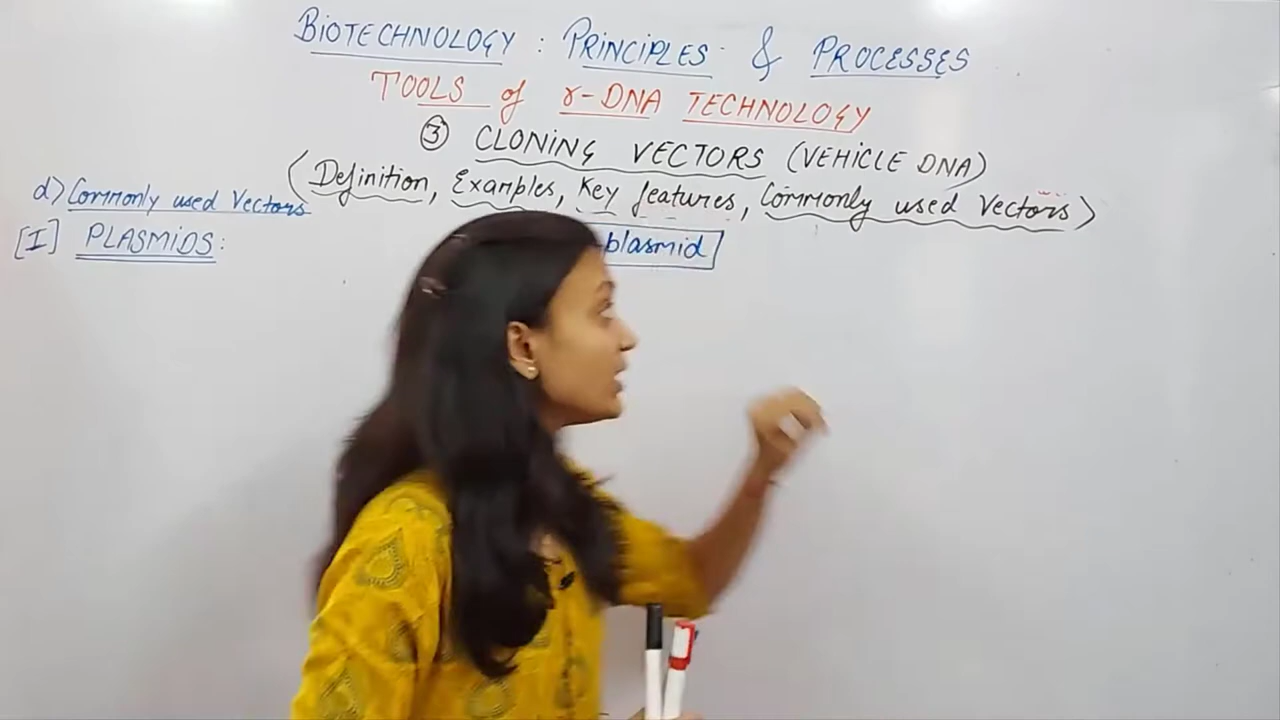 BIOTECHNOLOGY : PRINCIPLES & PROCESSES
TOOLS of r-DNA TECHNOLOGY
③ CLONING VECTORS (VEHICLE DNA)
(Definition, Examples, Key features, Commonly used Vectors)
d) Commonly used Vectors
[I] PLASMIDS:
plasmid